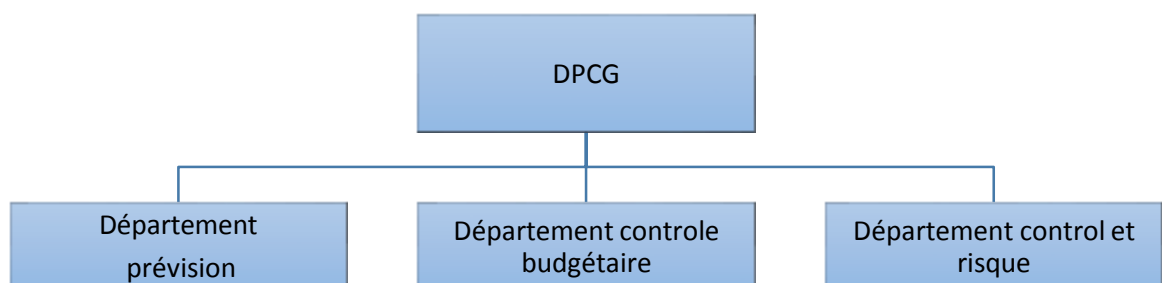 DPCG
Département
prévision
Département controle
budgétaire
Département control et
risque